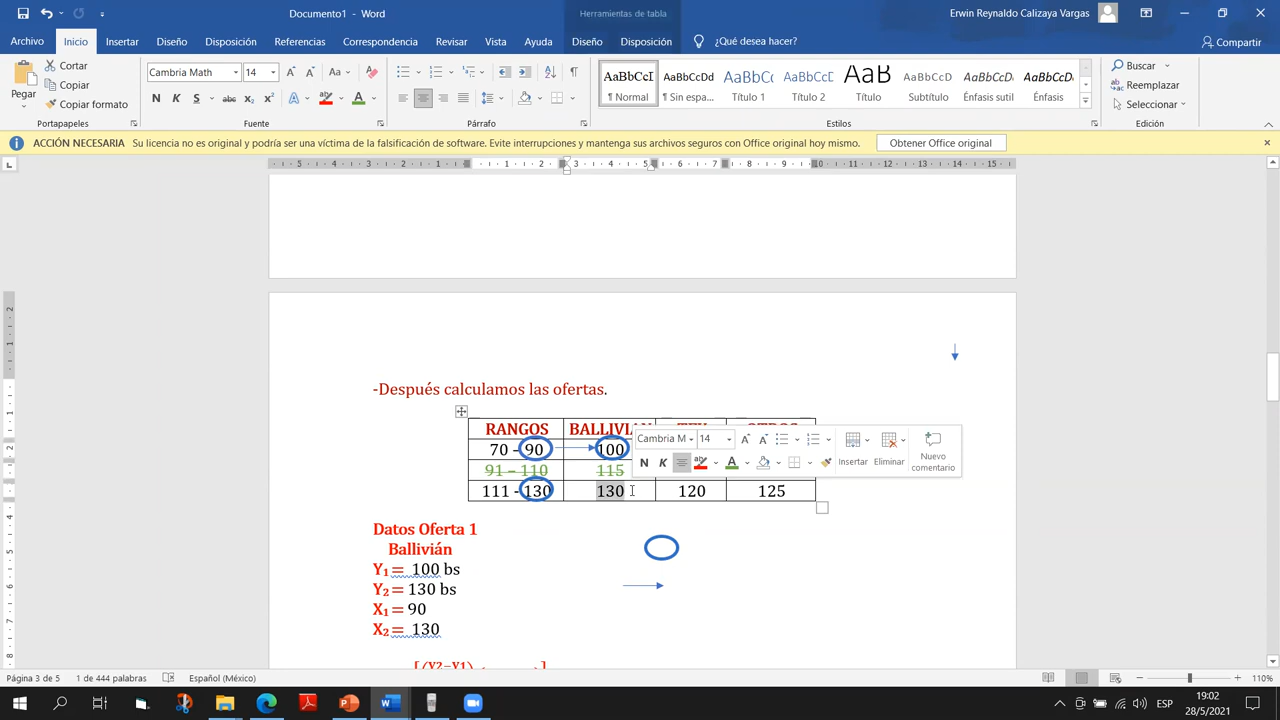 Documento1 - Word
Herramientas de tabla
Erwin Reynaldo Calizaya Vargas
Archivo Inicio Insertar Diseño Disposición Referencias Correspondencia Revisar Vista Ayuda Diseño Disposición ¿Qué desea hacer? Compartir
Pegar
Cortar
Copiar
Copiar formato
Portapapeles
Cambria Math 14
Fuente
Párrafo
AaBbCcI AaBbCcDd AaBbCc AaBbCcD AaB AaBbCcD AaBbCcDd AaBbCcDd
¶ Normal ¶ Sin espa... Título 1 Título 2 Título Subtítulo Énfasis sutil Énfasis
Estilos
Buscar
Reemplazar
Seleccionar
Edición
ACCIÓN NECESARIA Su licencia no es original y podría ser una víctima de la falsificación de software. Evite interrupciones y mantenga sus archivos seguros con Office original hoy mismo. Obtener Office original
-Después calculamos las ofertas.
RANGOS BALLIVIAN
70 - 90 100
91 – 110 115
111 - 130 130 120 125
Cambria M 14
Insertar Eliminar Nuevo comentario
Datos Oferta 1
Ballivián
Y₁ = 100 bs
Y₂ = 130 bs
X₁ = 90
X₂ = 130
Página 3 de 5 1 de 444 palabras Español (México) 110%
ESP
19:02
28/5/2021